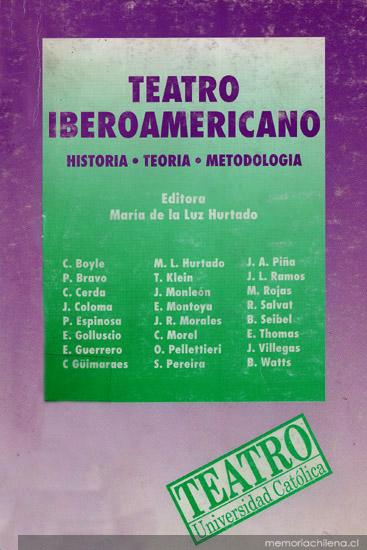 TEATRO
IBEROAMERICANO
HISTORIA • TEORIA • METODOLOGIA
Editora
María de la Luz Hurtado
C. Boyle
P. Bravo
C. Cerda
J. Coloma
P. Espinosa
E. Golluscio
E. Guerrero
C Güimaraes
M. L. Hurtado
T. Klein
J. Monleón
E. Montoya
J. R. Morales
C. Morel
O. Pellettieri
S. Pereira
J. A. Piña
J. L. Ramos
M. Rojas
R. Salvat
B. Seibel
E. Thomas
J. Villegas
B. Watts
TEATRO
Universidad Católica
memoriachilena.cl